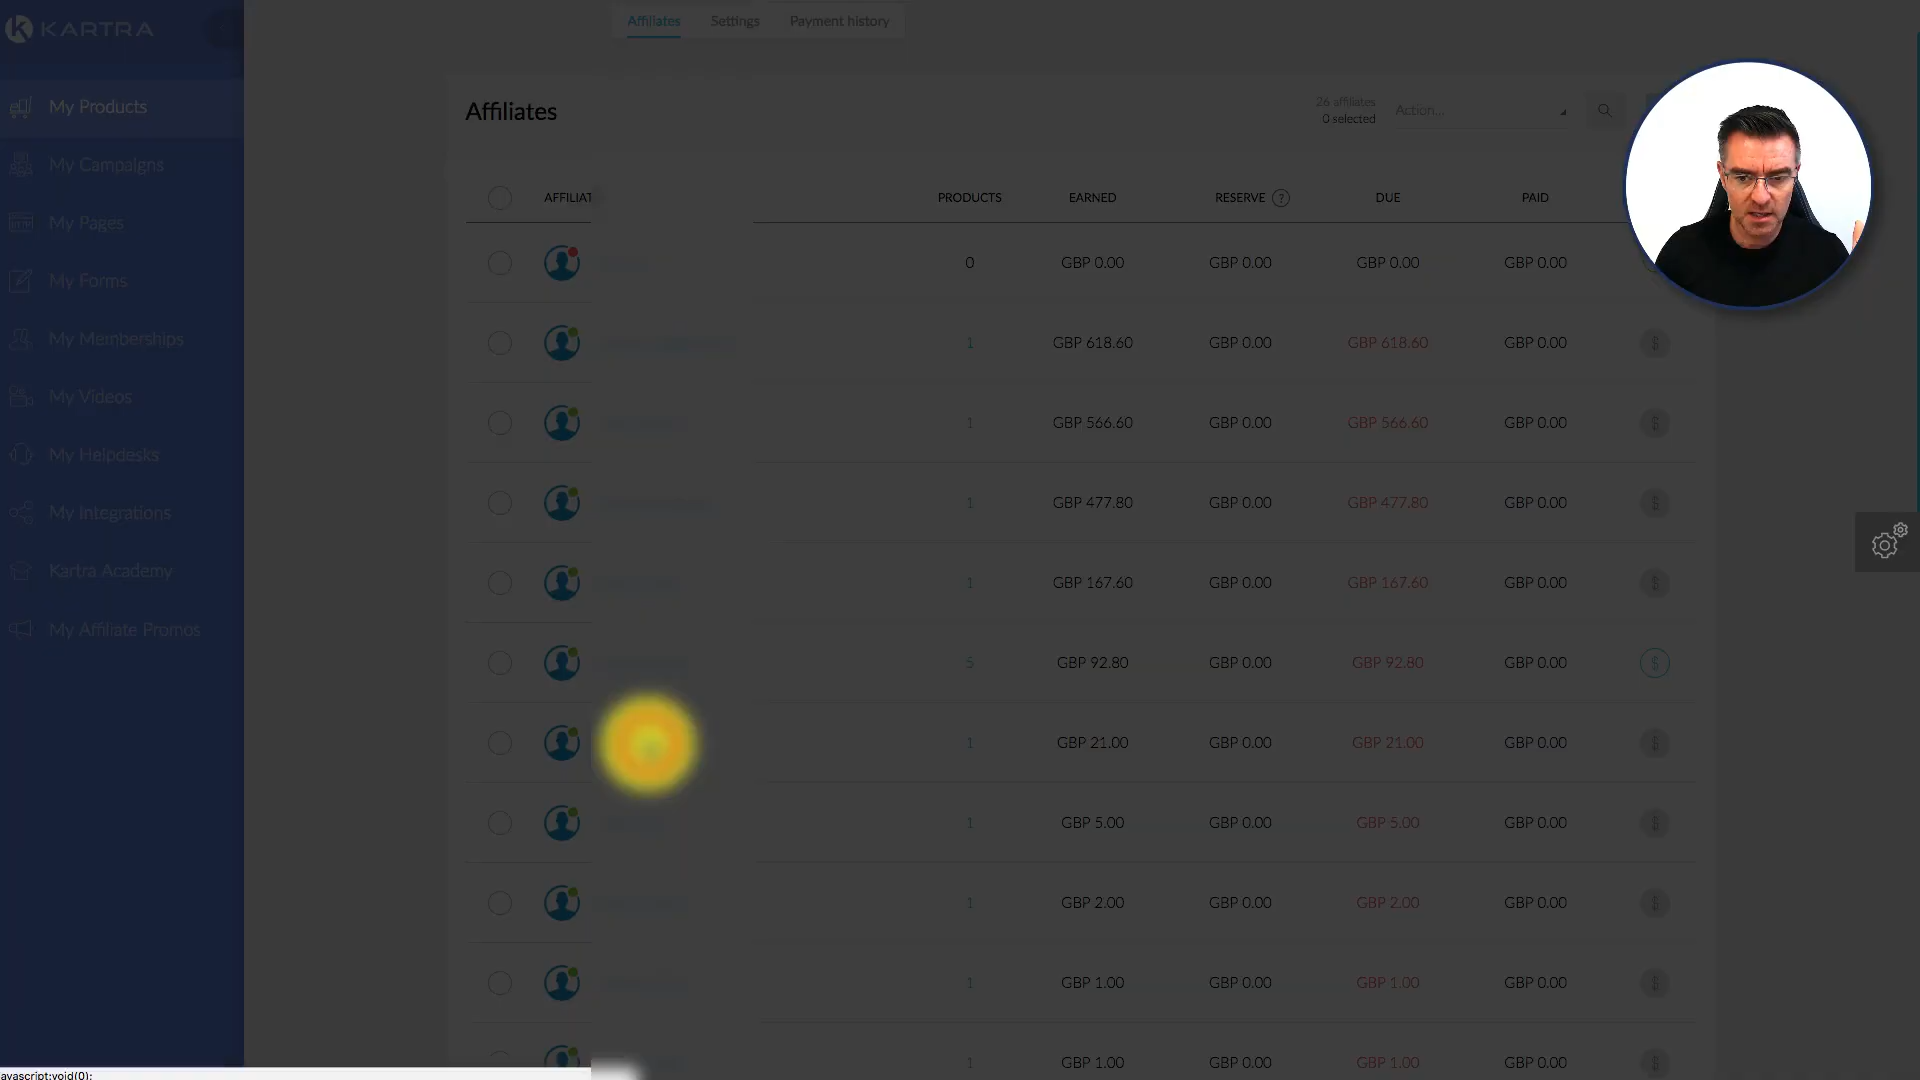 KARTRA
Affiliates Settings Payment history
My Products
My Campaigns
My Pages
My Forms
My Memberships
My Videos
My Helpdesks
My Integrations
Kartra Academy
My Affiliate Promos
Affiliates
26 affiliates
0 selected
Action...
AFFILIAT PRODUCTS EARNED RESERVE ? DUE PAID
0 GBP 0.00 GBP 0.00 GBP 0.00 GBP 0.00
1 GBP 618.60 GBP 0.00 GBP 618.60 GBP 0.00 $
1 GBP 566.60 GBP 0.00 GBP 566.60 GBP 0.00 $
1 GBP 477.80 GBP 0.00 GBP 477.80 GBP 0.00 $
1 GBP 167.60 GBP 0.00 GBP 167.60 GBP 0.00 $
5 GBP 92.80 GBP 0.00 GBP 92.80 GBP 0.00 $
1 GBP 21.00 GBP 0.00 GBP 21.00 GBP 0.00 $
1 GBP 5.00 GBP 0.00 GBP 5.00 GBP 0.00 $
1 GBP 2.00 GBP 0.00 GBP 2.00 GBP 0.00 $
1 GBP 1.00 GBP 0.00 GBP 1.00 GBP 0.00 $
1 GBP 1.00 GBP 0.00 GBP 1.00 GBP 0.00 $
avascript:void(0);